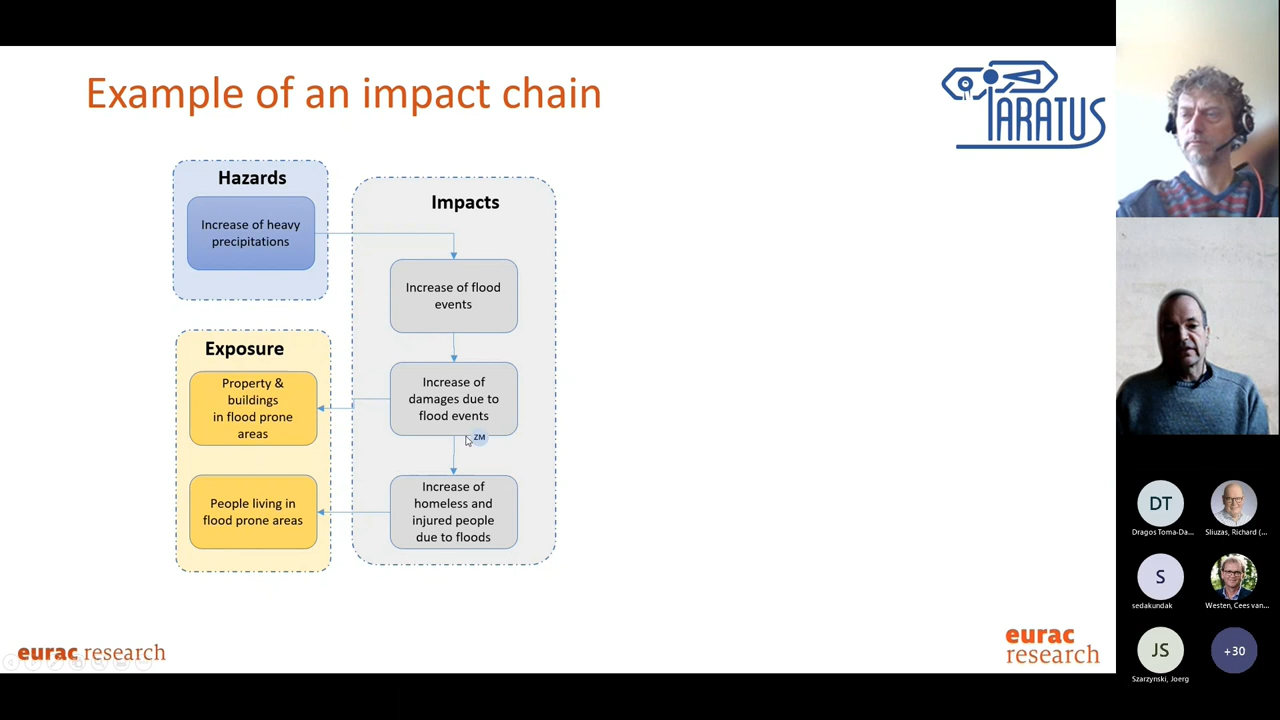 Example of an impact chain
PARATUS
Hazards
Increase of heavy
precipitations
Impacts
Increase of flood
events
Exposure
Property &
buildings
in flood prone
areas
Increase of
damages due to
flood events
ZM
People living in
flood prone areas
Increase of
homeless and
injured people
due to floods
eurac research
eurac
research
DT
Dragos Toma-Da...
Sliuzas, Richard (...
S
sedakundak
Westen, Cees van...
JS
Szarzynski, Joerg
+30